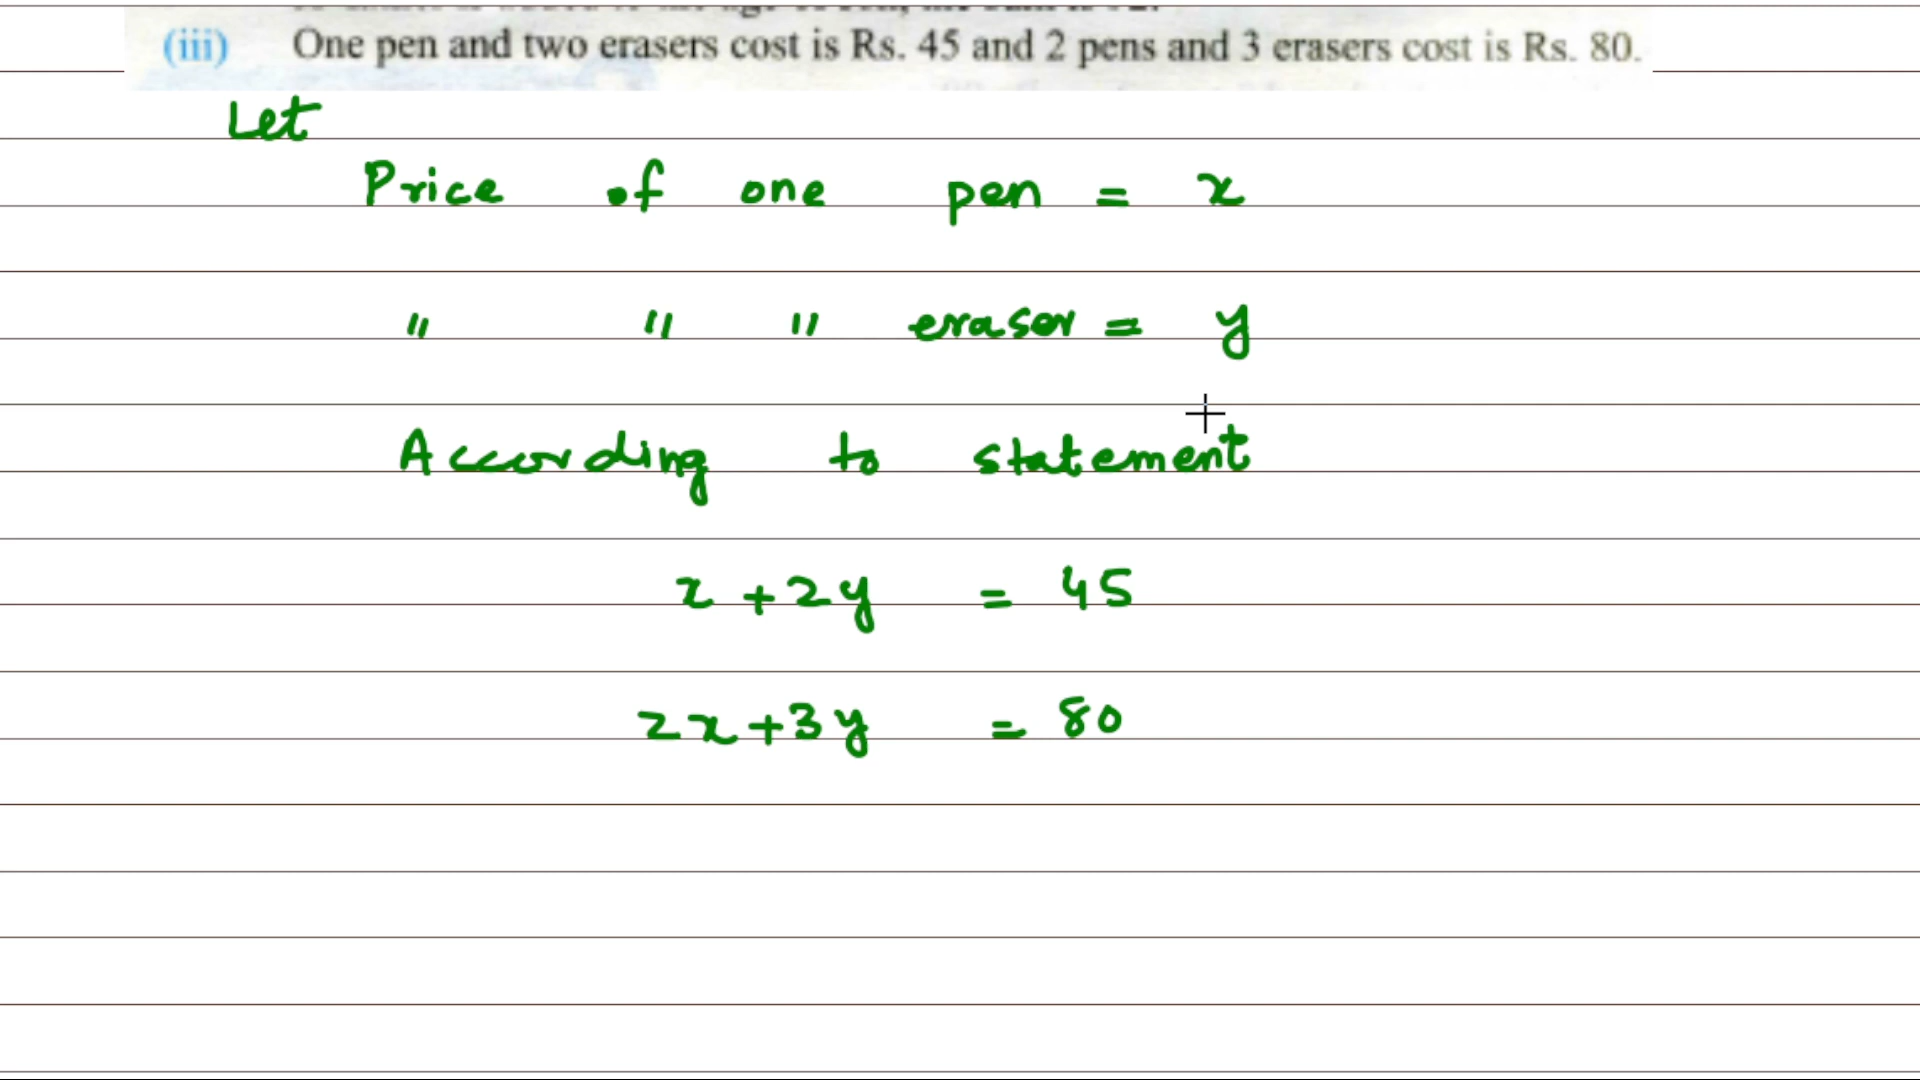 (iii) One pen and two erasers cost is Rs. 45 and 2 pens and 3 erasers cost is Rs. 80.
Let
Price of one pen = x
" " " eraser = y
According to statement
x + 2y = 45
2x + 3y = 80